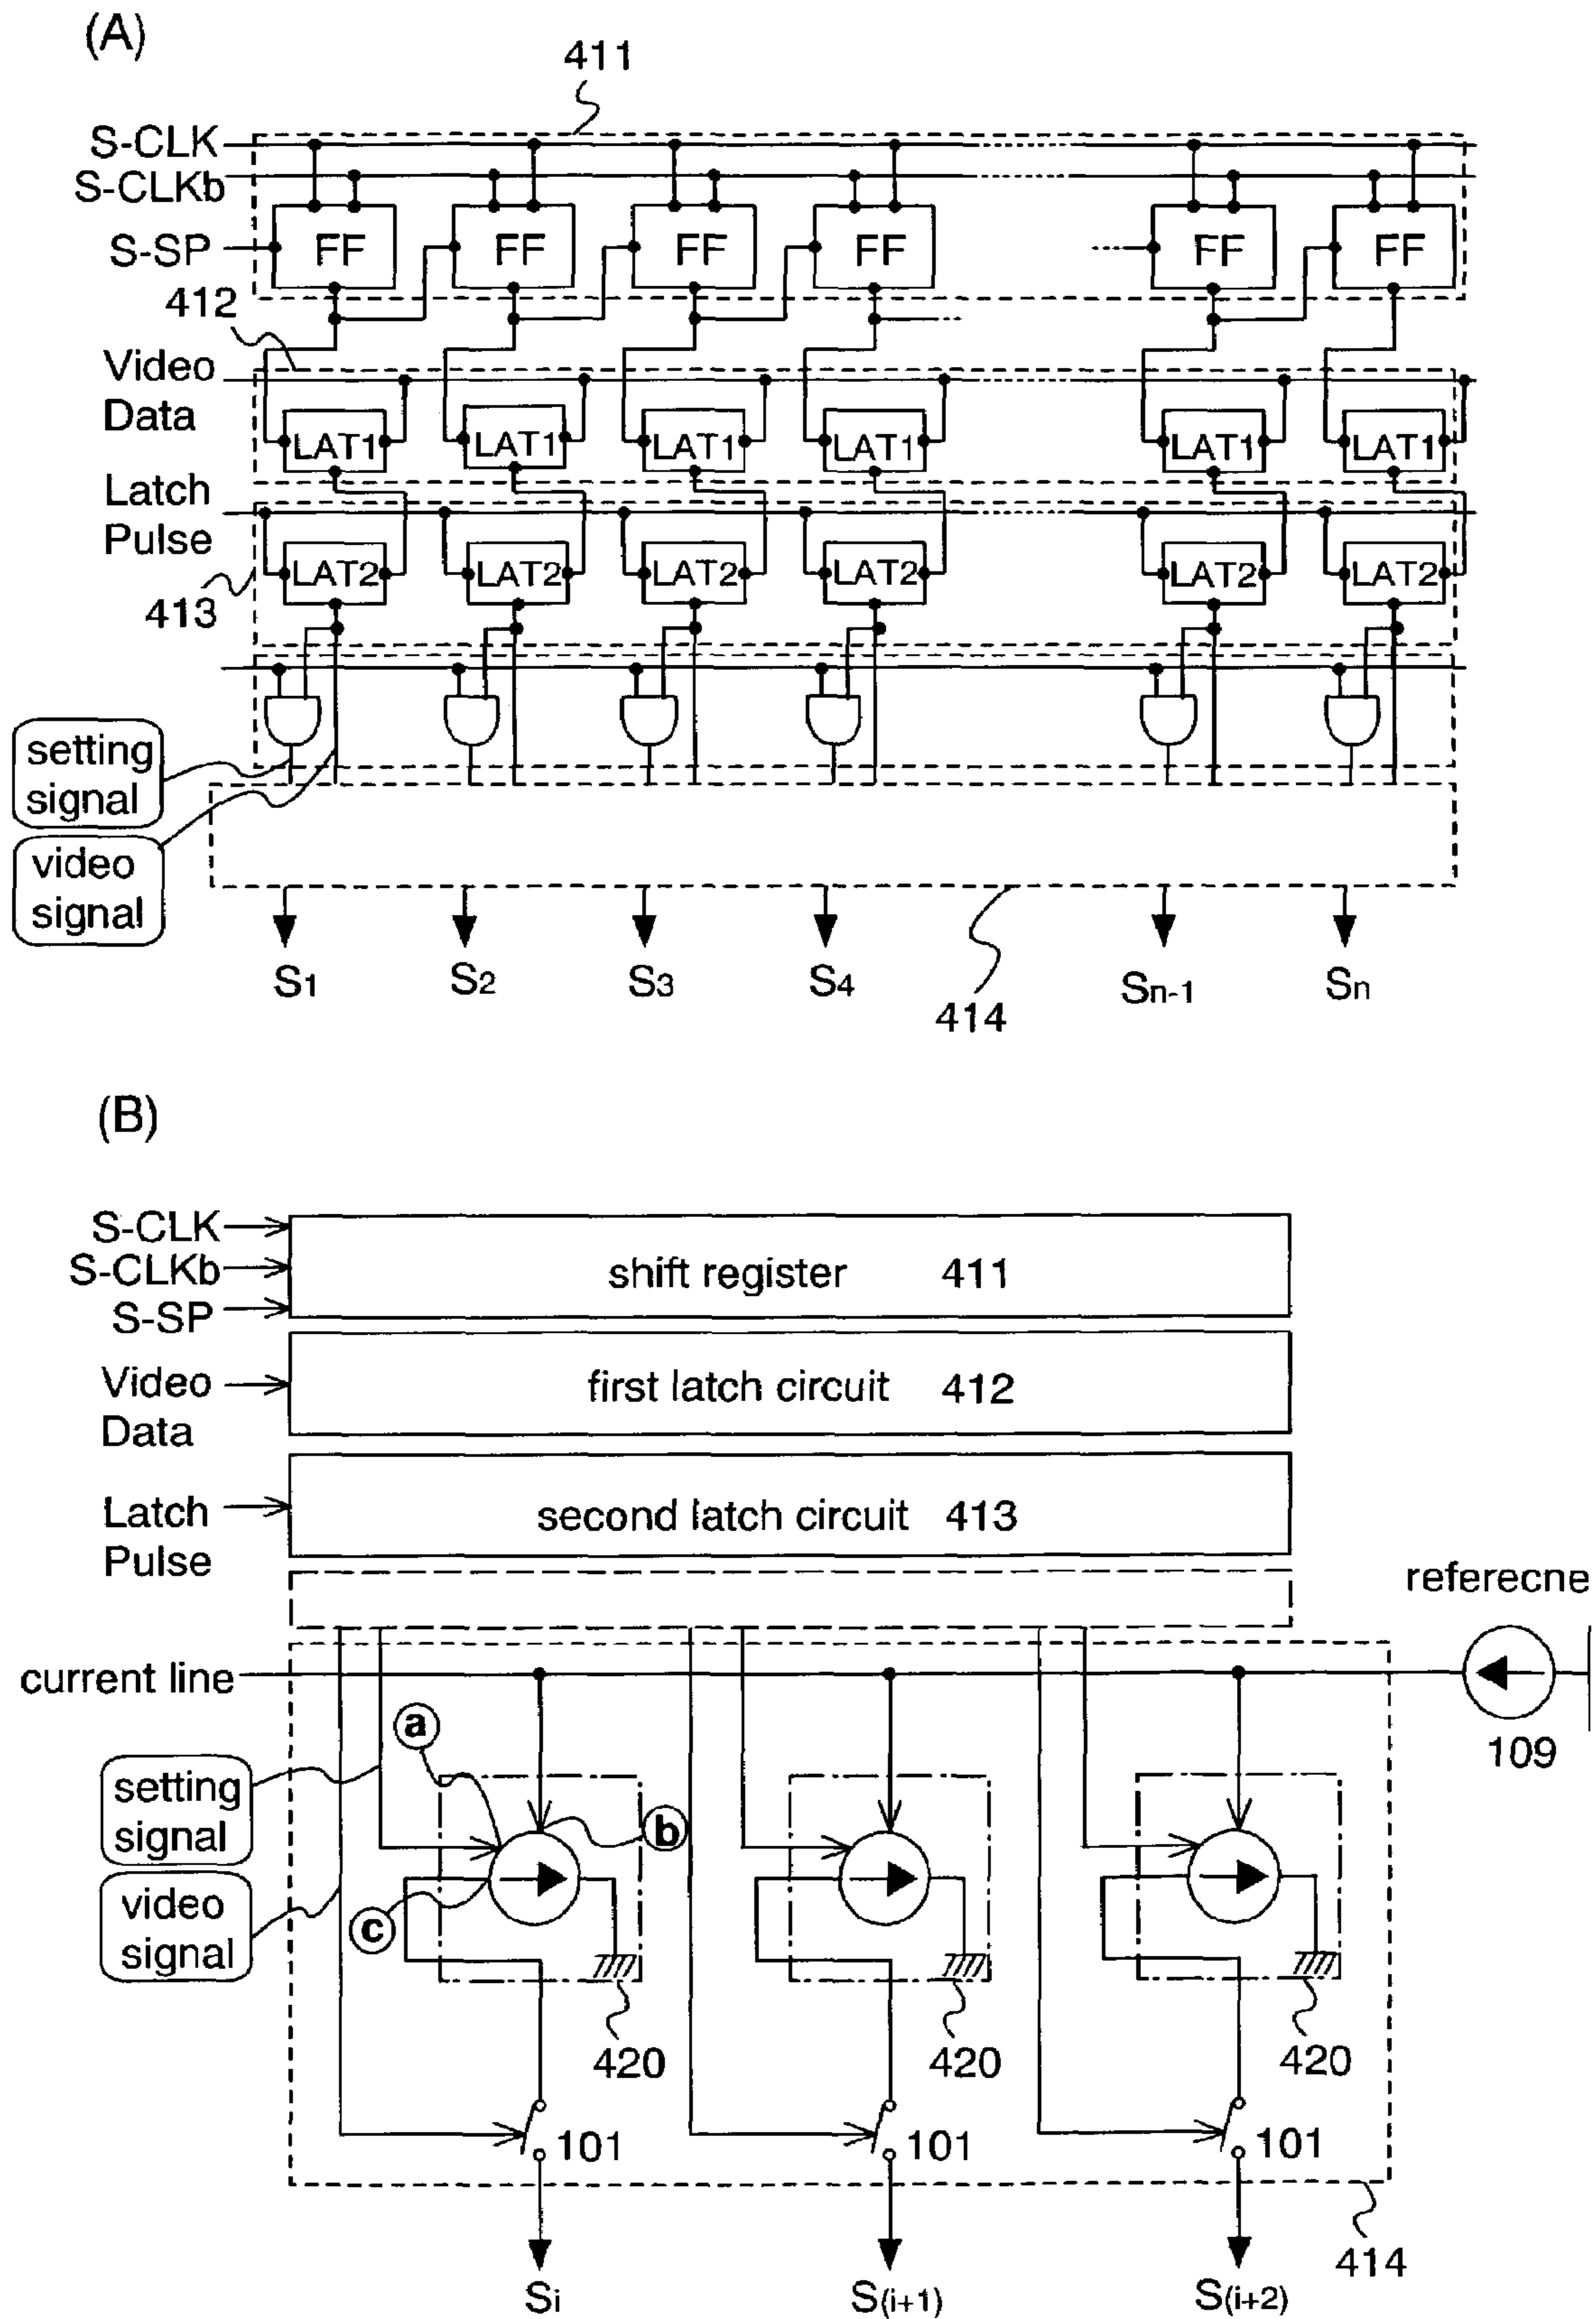 (A)
411
S-CLK
S-CLKb
S-SP
FF FF FF FF FF FF
412
Video
Data
LAT1 LAT1 LAT1 LAT1 LAT1 LAT1
Latch
Pulse
LAT2 LAT2 LAT2 LAT2 LAT2 LAT2
413
setting
signal
video
signal
S1 S2 S3 S4 Sn-1 Sn
414
(B)
S-CLK
S-CLKb
S-SP
shift register 411
Video
Data
first latch circuit 412
Latch
Pulse
second latch circuit 413
referecne
current line
109
a
b
setting
signal
video
signal
c
420 420 420
101 101 101
414
Si S(i+1) S(i+2)